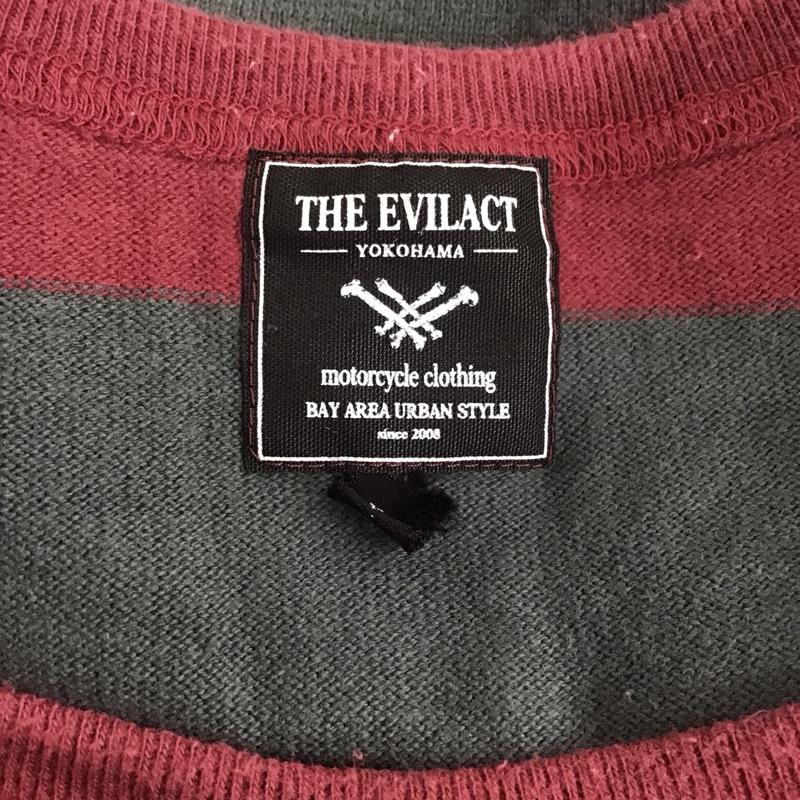 THE EVILACT
YOKOHAMA
motorcycle clothing
BAY AREA URBAN STYLE
since 2008